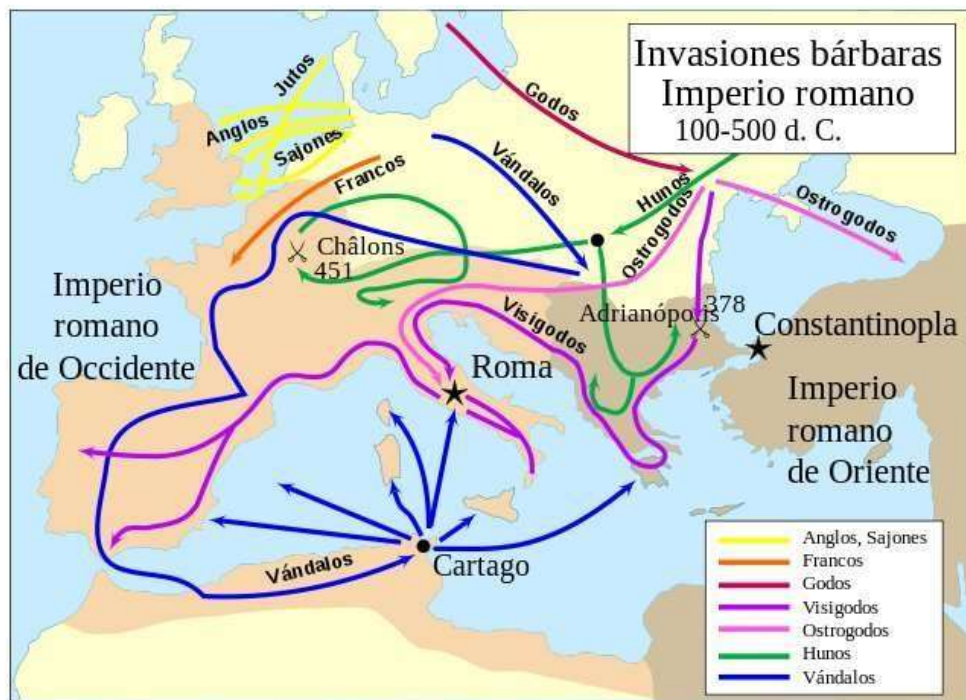 Invasiones bárbaras
Imperio romano
100-500 d. C.
Jutos
Anglos
Sajones
Godos
Francos
Vándalos
Hunos
Ostrogodos
Ostrogodos
Châlons
451
Imperio
romano
de Occidente
Visigodos
Adrianópolis
378
Constantinopla
Roma
Imperio
romano
de Oriente
Vándalos
Cartago
Anglos, Sajones
Francos
Godos
Visigodos
Ostrogodos
Hunos
Vándalos